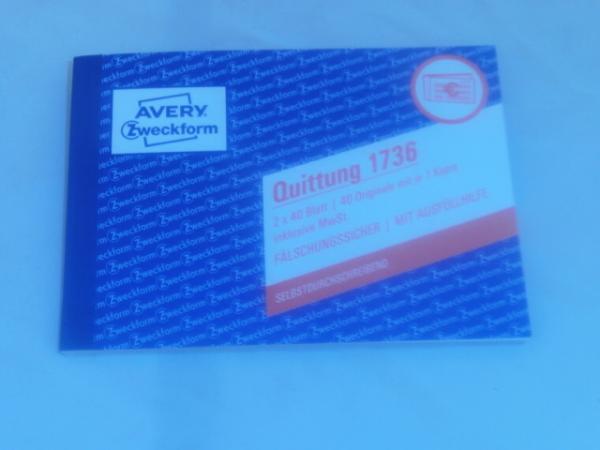 AVERY
Zweckform
Quittung 1736
2 x 40 Blatt | 40 Originale mit je 1 Kopie
inklusive MwSt.
FÄLSCHUNGSSICHER | MIT AUSFÜLLHILFE
SELBSTDURCHSCHREIBEND